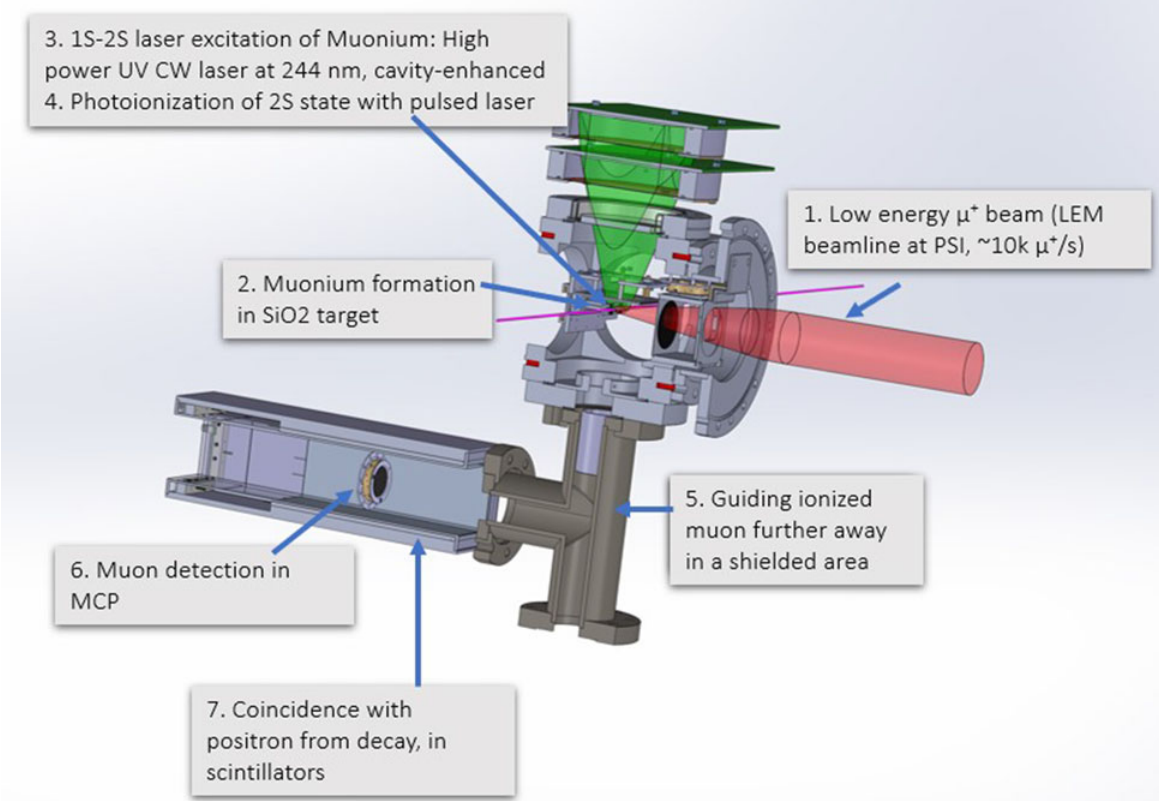 3. 1S-2S laser excitation of Muonium: High
power UV CW laser at 244 nm, cavity-enhanced
4. Photoionization of 2S state with pulsed laser
1. Low energy µ⁺ beam (LEM
beamline at PSI, ~10k µ⁺/s)
2. Muonium formation
in SiO2 target
5. Guiding ionized
muon further away
in a shielded area
6. Muon detection in
MCP
7. Coincidence with
positron from decay, in
scintillators